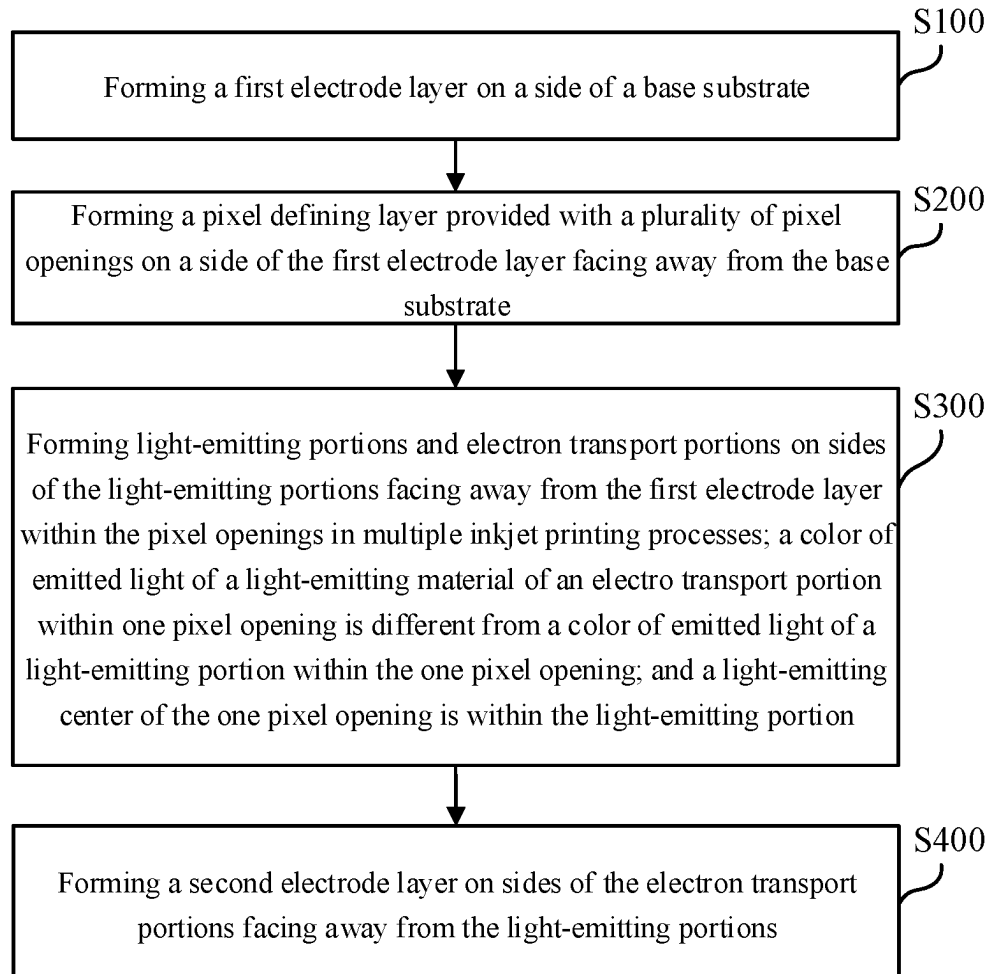 S100
Forming a first electrode layer on a side of a base substrate
S200
Forming a pixel defining layer provided with a plurality of pixel
openings on a side of the first electrode layer facing away from the base
substrate
S300
Forming light-emitting portions and electron transport portions on sides
of the light-emitting portions facing away from the first electrode layer
within the pixel openings in multiple inkjet printing processes; a color of
emitted light of a light-emitting material of an electro transport portion
within one pixel opening is different from a color of emitted light of a
light-emitting portion within the one pixel opening; and a light-emitting
center of the one pixel opening is within the light-emitting portion
S400
Forming a second electrode layer on sides of the electron transport
portions facing away from the light-emitting portions